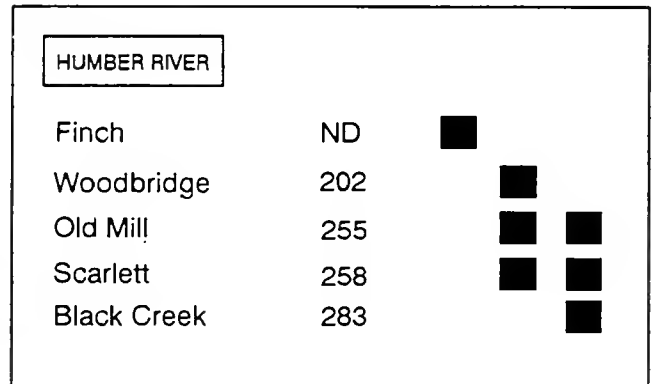 HUMBER RIVER
Finch ND
Woodbridge 202
Old Mill 255
Scarlett 258
Black Creek 283